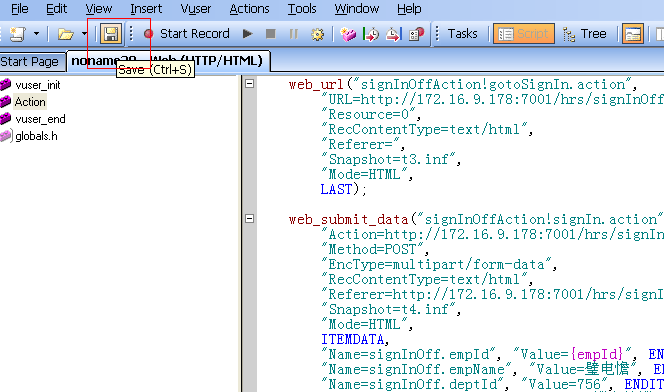 File Edit View Insert Vuser Actions Tools Window Help
Start Record Tasks Script Tree
Start Page Web (HTTP/HTML)
Save (Ctrl+S)
vuser_init
Action
vuser_end
globals.h
web_url("signInOffAction!gotoSignIn.action",
"URL=http://172.16.9.178:7001/hrs/signInOff
"Resource=0",
"RecContentType=text/html",
"Referer=",
"Snapshot=t3.inf",
"Mode=HTML",
LAST);
web_submit_data("signInOffAction!signIn.action"
"Action=http://172.16.9.178:7001/hrs/signIn
"Method=POST",
"EncType=multipart/form-data",
"RecContentType=text/html",
"Referer=http://172.16.9.178:7001/hrs/signI
"Snapshot=t4.inf",
"Mode=HTML",
ITEMDATA,
"Name=signInOff.empId", "Value={empId}", EN
"Name=signInOff.empName", "Value=璧电憺", E
"Name=signInOff.deptId", "Value=756", ENDIT